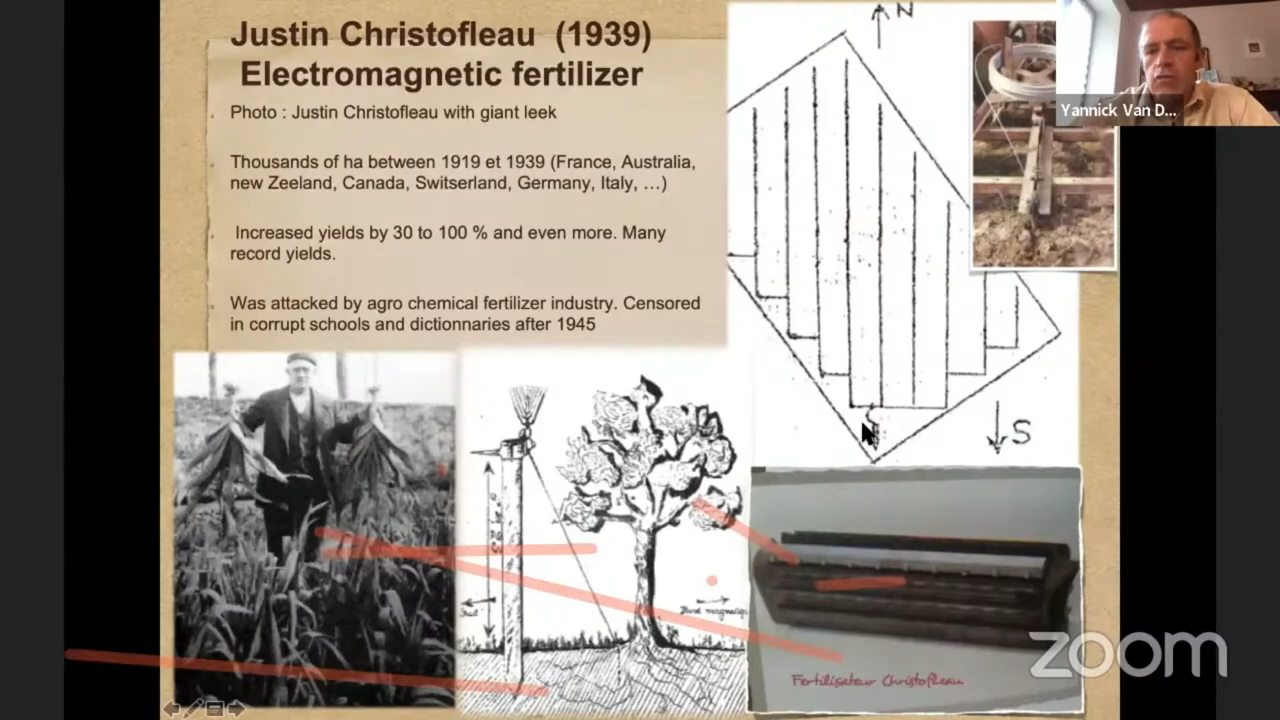 Justin Christofleau (1939)
Electromagnetic fertilizer
Photo : Justin Christofleau with giant leek
Thousands of ha between 1919 et 1939 (France, Australia,
new Zeeland, Canada, Switserland, Germany, Italy, …)
Increased yields by 30 to 100 % and even more. Many
record yields.
Was attacked by agro chemical fertilizer industry. Censored
in corrupt schools and dictionnaries after 1945
N
S
Yannick Van D...
Sud
Fertilisateur Christofleau
zoom